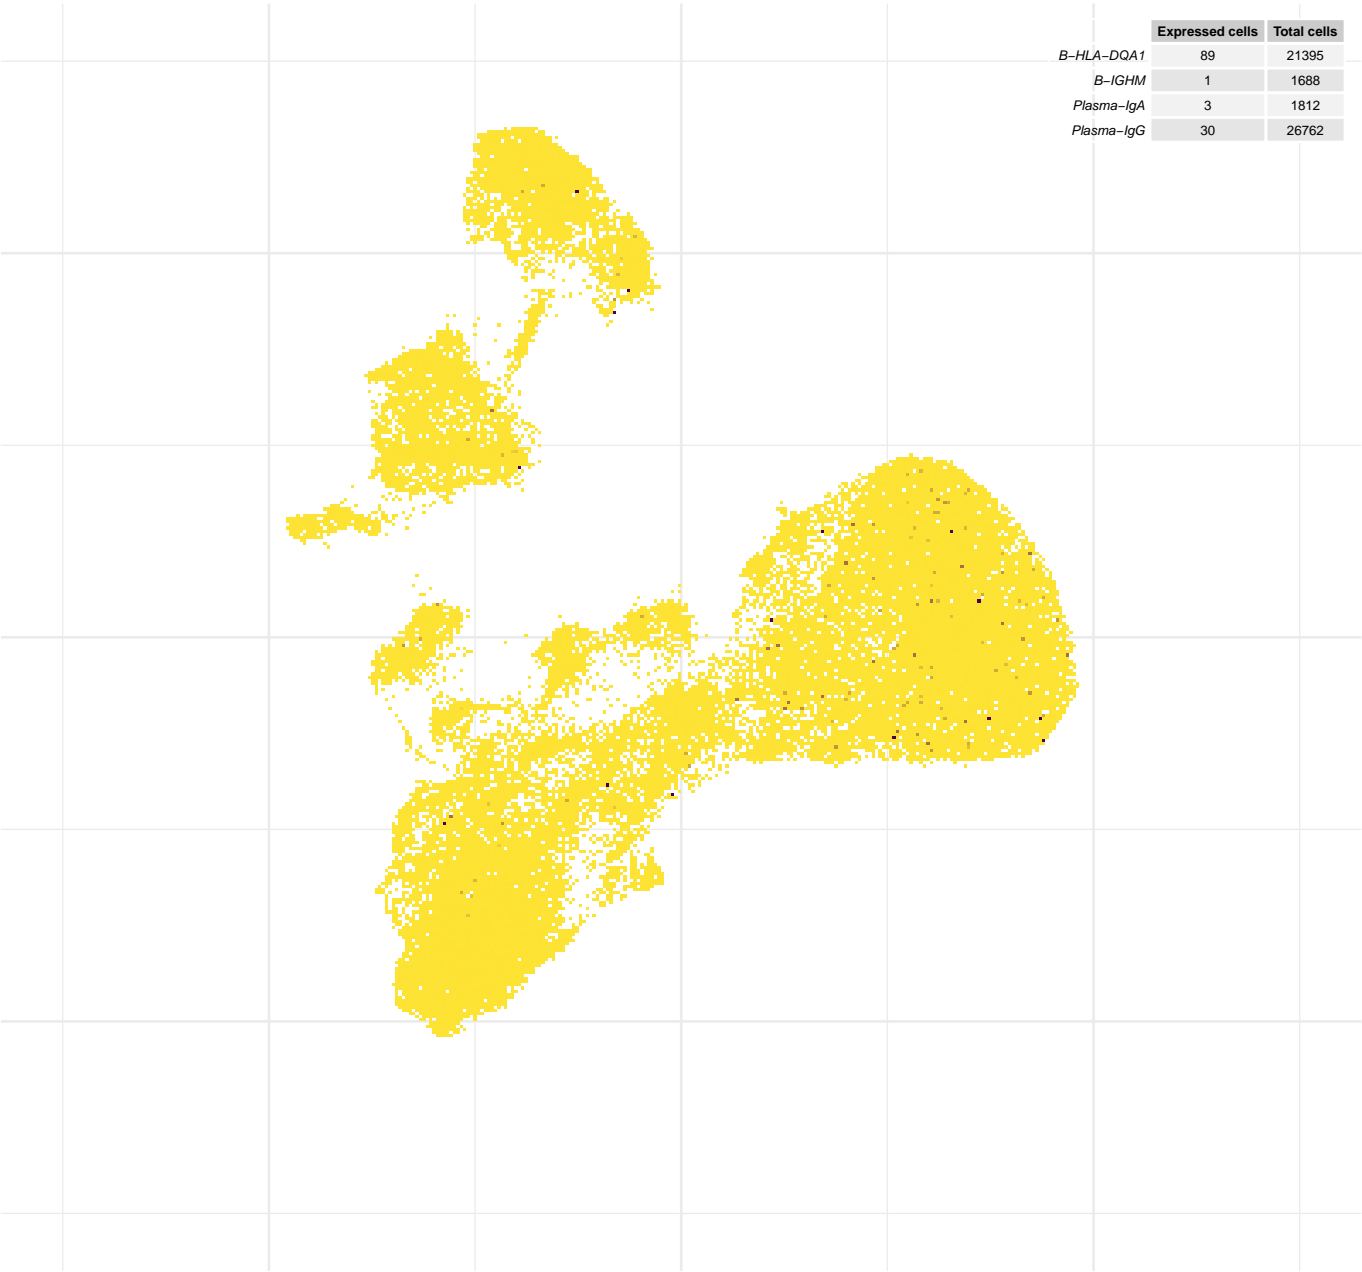 Expressed cells Total cells
B−HLA−DQA1 89 21395
B−IGHM 1 1688
Plasma−IgA 3 1812
Plasma−IgG 30 26762